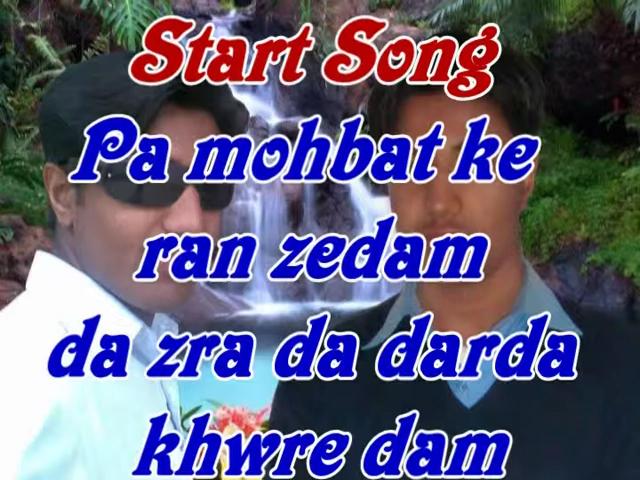 Start Song
Pa mohbat ke
ran zedam
da zra da darda
khwre dam